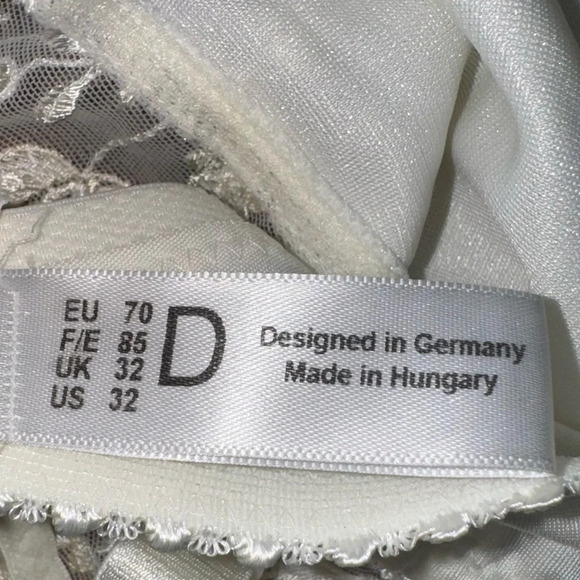 EU 70
F/E 85
UK 32
US 32
D
Designed in Germany
Made in Hungary